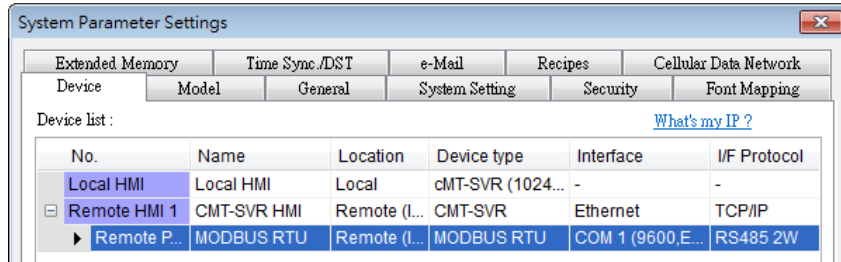 System Parameter Settings
Extended Memory Time Sync./DST e-Mail Recipes Cellular Data Network
Device Model General System Setting Security Font Mapping
Device list : What's my IP ?
No. Name Location Device type Interface I/F Protocol
Local HMI Local HMI Local cMT-SVR (1024... - -
Remote HMI 1 CMT-SVR HMI Remote (I... CMT-SVR Ethernet TCP/IP
Remote P... MODBUS RTU Remote (I... MODBUS RTU COM 1 (9600,E... RS485 2W